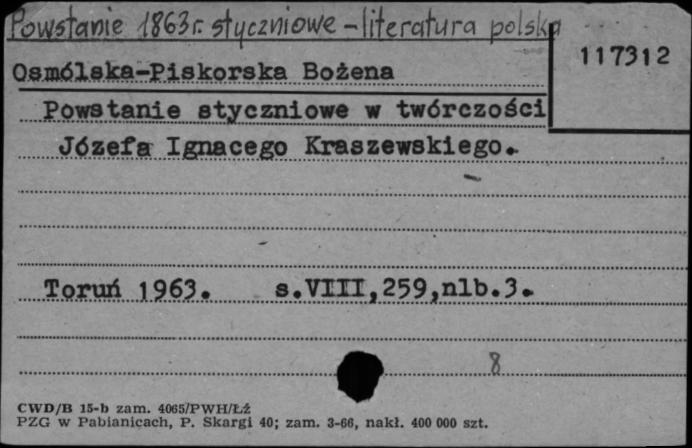 Powstanie 1863 r. styczniowe – literatura polska
117312
Osmólska-Piskorska Bożena
Powstanie styczniowe w twórczości
Józefa Ignacego Kraszewskiego.
Toruń 1963. s.VIII,259,nlb.3.
8
CWD/B 15-b zam. 4065/PWH/Łź
PZG w Pabianicach, P. Skargi 40; zam. 3-66, nakł. 400 000 szt.